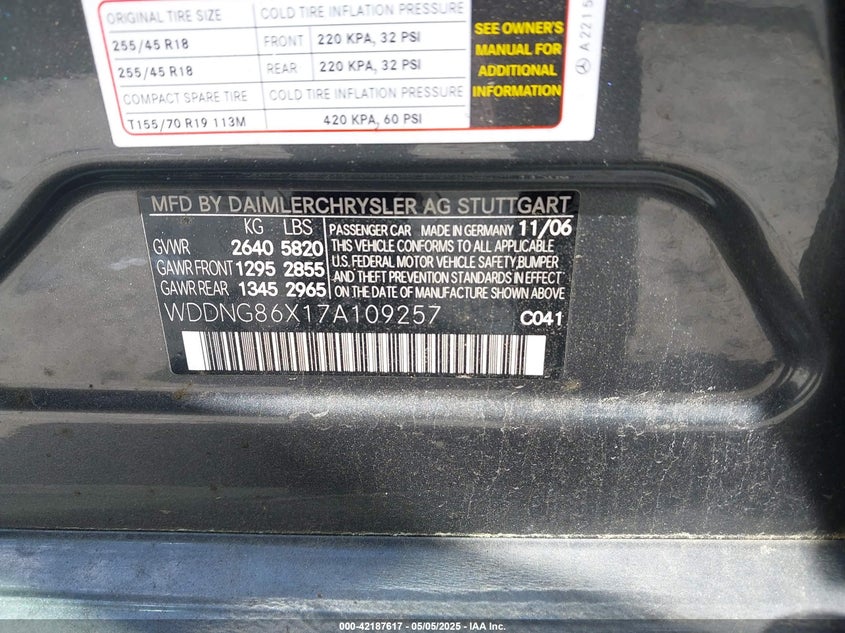 ORIGINAL TIRE SIZE COLD TIRE INFLATION PRESSURE
255/45 R18 FRONT 220 KPA, 32 PSI
255/45 R18 REAR 220 KPA, 32 PSI
COMPACT SPARE TIRE COLD TIRE INFLATION PRESSURE
T155/70 R19 113M 420 KPA, 60 PSI
SEE OWNER'S
MANUAL FOR
ADDITIONAL
INFORMATION
A 221 5
MFD BY DAIMLERCHRYSLER AG STUTTGART
KG LBS
GVWR 2640 5820
GAWR FRONT 1295 2855
GAWR REAR 1345 2965
PASSENGER CAR MADE IN GERMANY 11/06
THIS VEHICLE CONFORMS TO ALL APPLICABLE
U.S. FEDERAL MOTOR VEHICLE SAFETY, BUMPER
AND THEFT PREVENTION STANDARDS IN EFFECT
ON THE DATE OF MANUFACTURE SHOWN ABOVE
WDDNG86X17A109257 C041
000-42187617 - 05/05/2025 - IAA Inc.